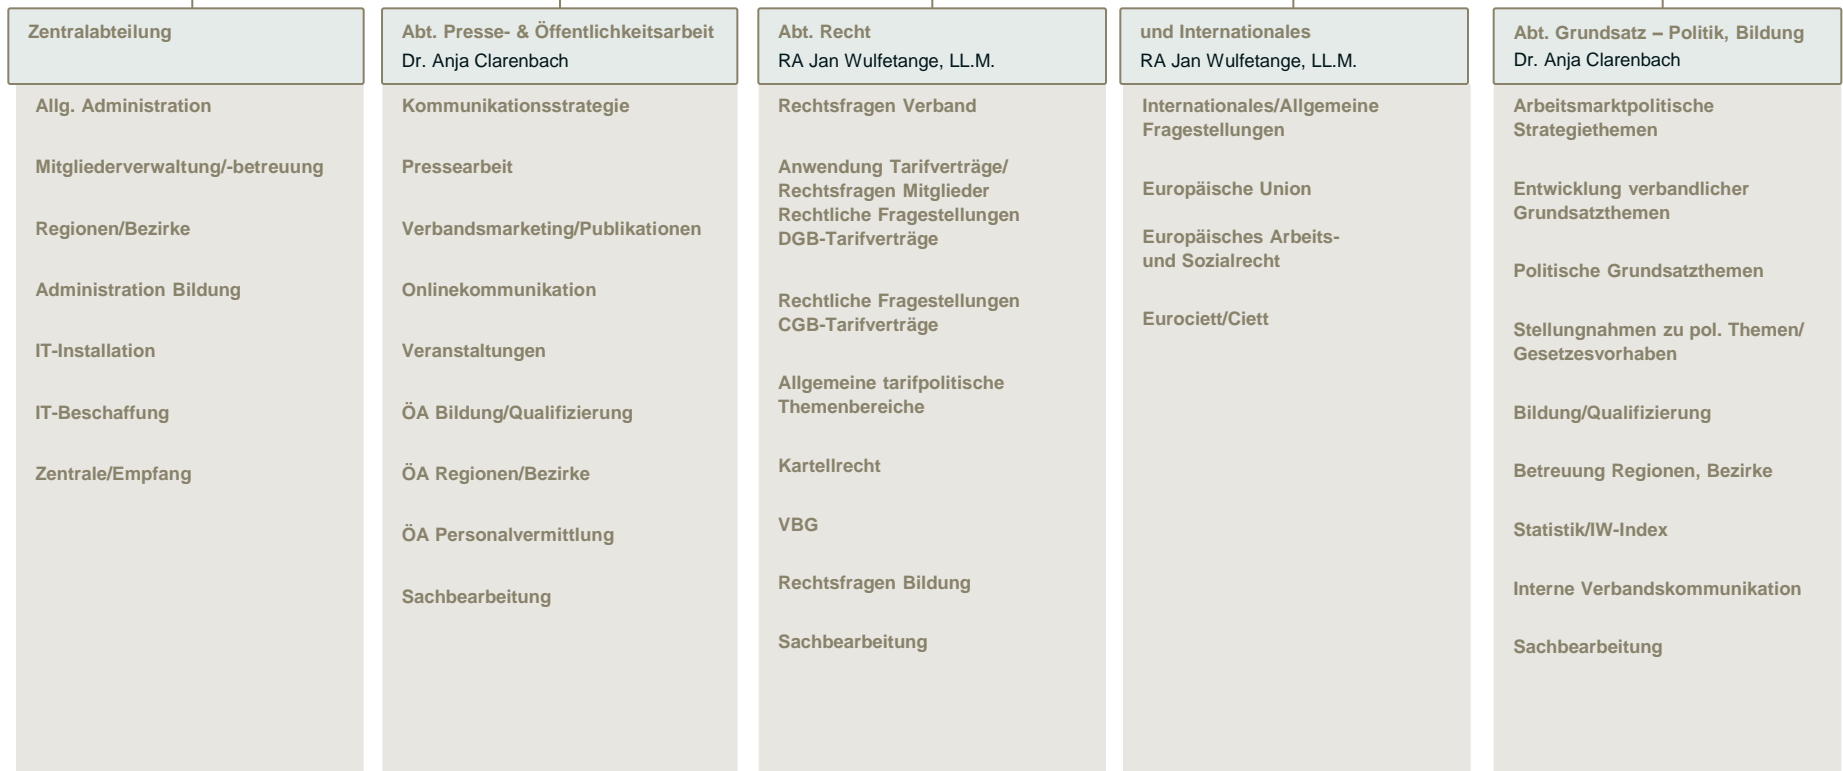 Zentralabteilung
Allg. Administration
Mitgliederverwaltung/-betreuung
Regionen/Bezirke
Administration Bildung
IT-Installation
IT-Beschaffung
Zentrale/Empfang
Abt. Presse- & Öffentlichkeitsarbeit
Dr. Anja Clarenbach
Kommunikationsstrategie
Pressearbeit
Verbandsmarketing/Publikationen
Onlinekommunikation
Veranstaltungen
ÖA Bildung/Qualifizierung
ÖA Regionen/Bezirke
ÖA Personalvermittlung
Sachbearbeitung
Abt. Recht
RA Jan Wulfetange, LL.M.
Rechtsfragen Verband
Anwendung Tarifverträge/
Rechtsfragen Mitglieder
Rechtliche Fragestellungen
DGB-Tarifverträge
Rechtliche Fragestellungen
CGB-Tarifverträge
Allgemeine tarifpolitische
Themenbereiche
Kartellrecht
VBG
Rechtsfragen Bildung
Sachbearbeitung
und Internationales
RA Jan Wulfetange, LL.M.
Internationales/Allgemeine
Fragestellungen
Europäische Union
Europäisches Arbeits-
und Sozialrecht
Eurociett/Ciett
Abt. Grundsatz – Politik, Bildung
Dr. Anja Clarenbach
Arbeitsmarktpolitische
Strategiethemen
Entwicklung verbandlicher
Grundsatzthemen
Politische Grundsatzthemen
Stellungnahmen zu pol. Themen/
Gesetzesvorhaben
Bildung/Qualifizierung
Betreuung Regionen, Bezirke
Statistik/IW-Index
Interne Verbandskommunikation
Sachbearbeitung